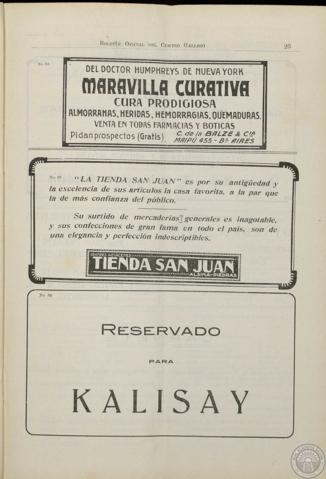 BOLETÍN OFICIAL DEL CENTRO GALLEGO
DEL DOCTOR HUMPHREYS DE NUEVA YORK
MARAVILLA CURATIVA
CURA PRODIGIOSA
ALMORRANAS, HERIDAS, HEMORRAGIAS, QUEMADURAS.
VENTA EN TODAS FARMACIAS Y BOTICAS
Pidan prospectos (Gratis). C. de la BALZE & Cía
MAIPÚ 455 - Bs AIRES
"LA TIENDA SAN JUAN" es por su antigüedad y
la excelencia de sus artículos la casa favorita, a la par que
la de más confianza del público.
Su surtido de mercaderías generales es inagotable,
y sus confecciones de gran fama en todo el país, son de
una elegancia y perfección indescriptibles.
TIENDA SAN JUAN
ALSINA-PIEDRAS
RESERVADO
PARA
KALISAY